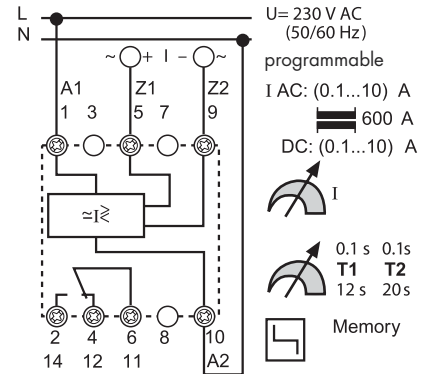 L
N
U= 230 V AC
(50/60 Hz)
~ + I - ~
programmable
A1 Z1 Z2
1 3 5 7 9
I AC: (0.1...10) A
600 A
DC: (0.1...10) A
≃I≷
I
0.1 s 0.1s
T1 T2
12 s 20s
2 4 6 8 10
14 12 11 A2
Memory